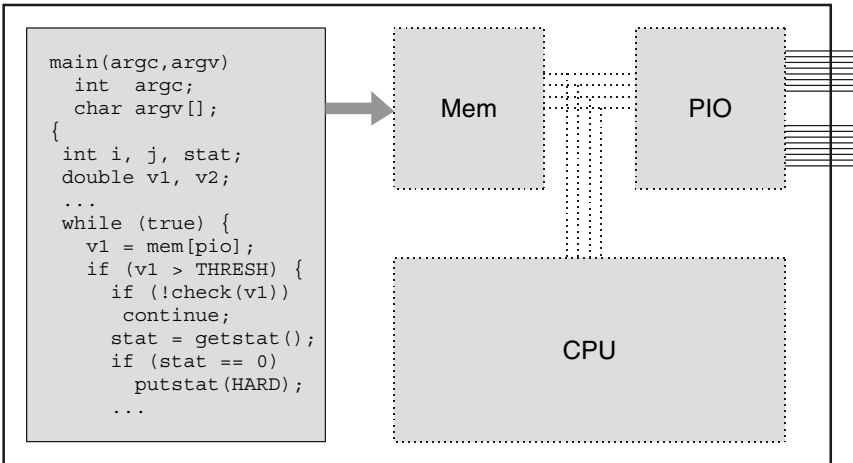 main(argc,argv)
int argc;
char argv[];
{
int i, j, stat;
double v1, v2;
...
while (true) {
v1 = mem[pio];
if (v1 > THRESH) {
if (!check(v1))
continue;
stat = getstat();
if (stat == 0)
putstat(HARD);
...
Mem
PIO
CPU